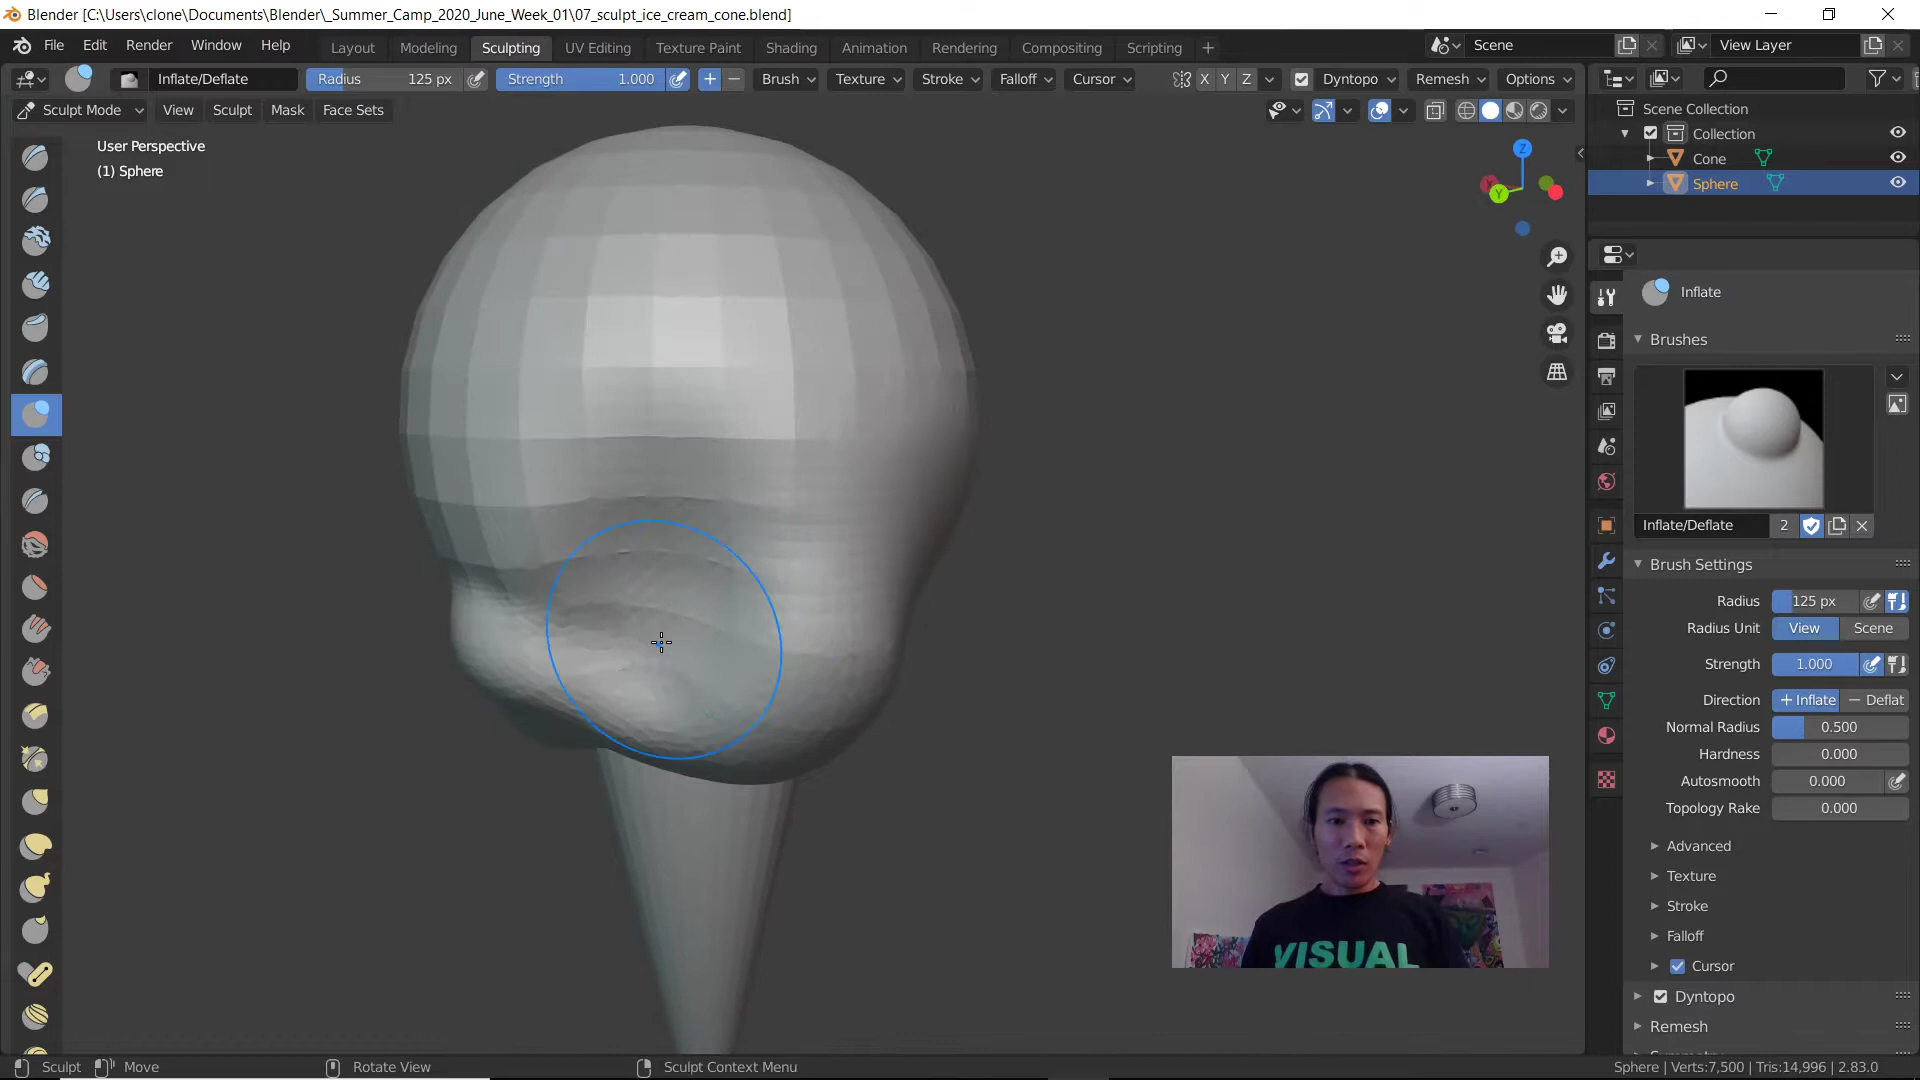 Blender [C:\Users\clone\Documents\Blender\_Summer_Camp_2020_June_Week_01\07_sculpt_ice_cream_cone.blend]
File Edit Render Window Help Layout Modeling Sculpting UV Editing Texture Paint Shading Animation Rendering Compositing Scripting + Scene View Layer
Inflate/Deflate Radius 125 px Strength 1.000 + − Brush Texture Stroke Falloff Cursor X Y Z Dyntopo Remesh Options
Sculpt Mode View Sculpt Mask Face Sets
User Perspective
(1) Sphere
Z
X
Y
Scene Collection
Collection
Cone
Sphere
Inflate
Brushes
Inflate/Deflate 2
Brush Settings
Radius 125 px
Radius Unit View Scene
Strength 1.000
Direction + Inflate − Deflat
Normal Radius 0.500
Hardness 0.000
Autosmooth 0.000
Topology Rake 0.000
Advanced
Texture
Stroke
Falloff
Cursor
Dyntopo
Remesh
VISUAL
Sculpt Move Rotate View Sculpt Context Menu Sphere | Verts:7,500 | Tris:14,996 | 2.83.0